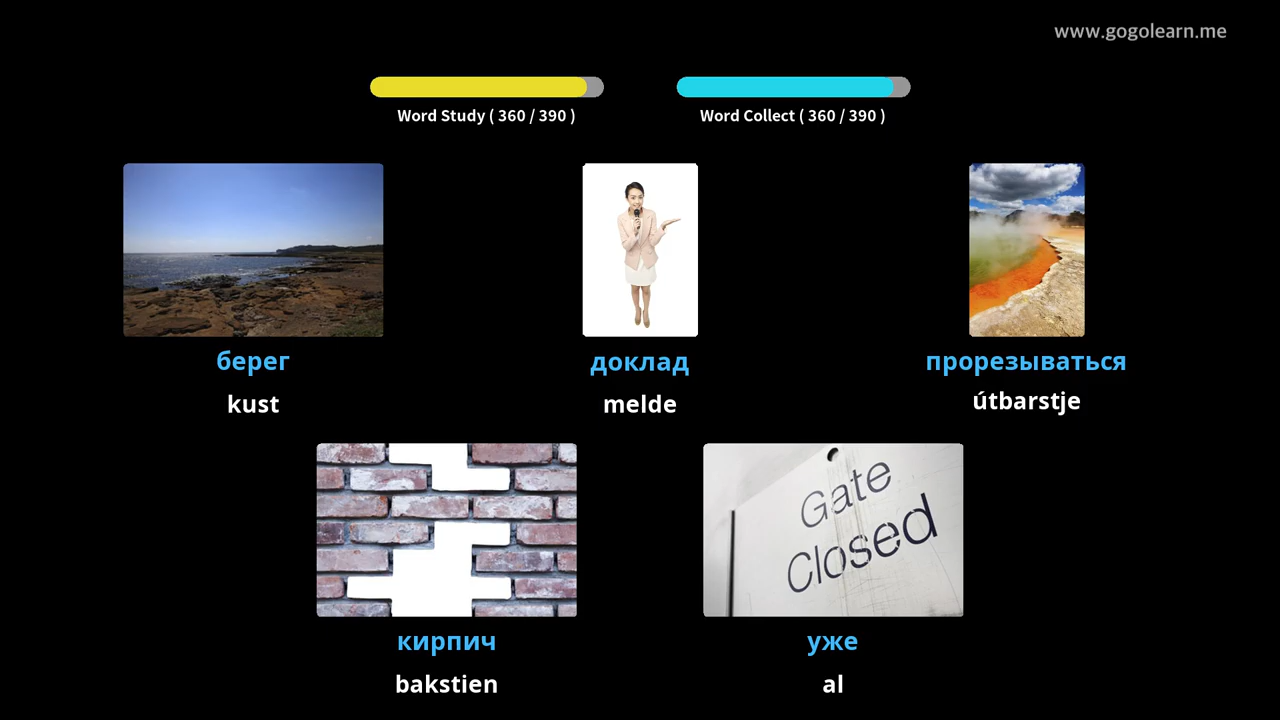 www.gogolearn.me
Word Study ( 360 / 390 )
Word Collect ( 360 / 390 )
берег
kust
доклад
melde
прорезываться
útbarstje
Gate
Closed
кирпич
bakstien
уже
al